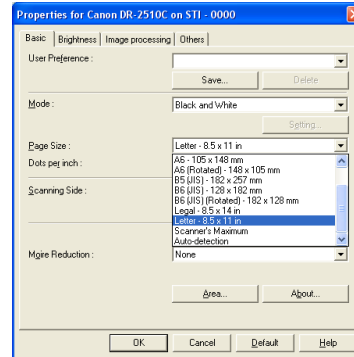 Properties for Canon DR-2510C on STI - 0000
Basic Brightness Image processing Others
User Preference :
Save... Delete
Mode : Black and White
Setting...
Page Size : Letter - 8.5 x 11 in
Dots per inch :
A6 - 105 x 148 mm
A6 (Rotated) - 148 x 105 mm
B5 (JIS) - 182 x 257 mm
Scanning Side :
B6 (JIS) - 128 x 182 mm
B6 (JIS) (Rotated) - 182 x 128 mm
Legal - 8.5 x 14 in
Letter - 8.5 x 11 in
Scanner's Maximum
Auto-detection
Moire Reduction : None
Area... About...
OK Cancel Default Help